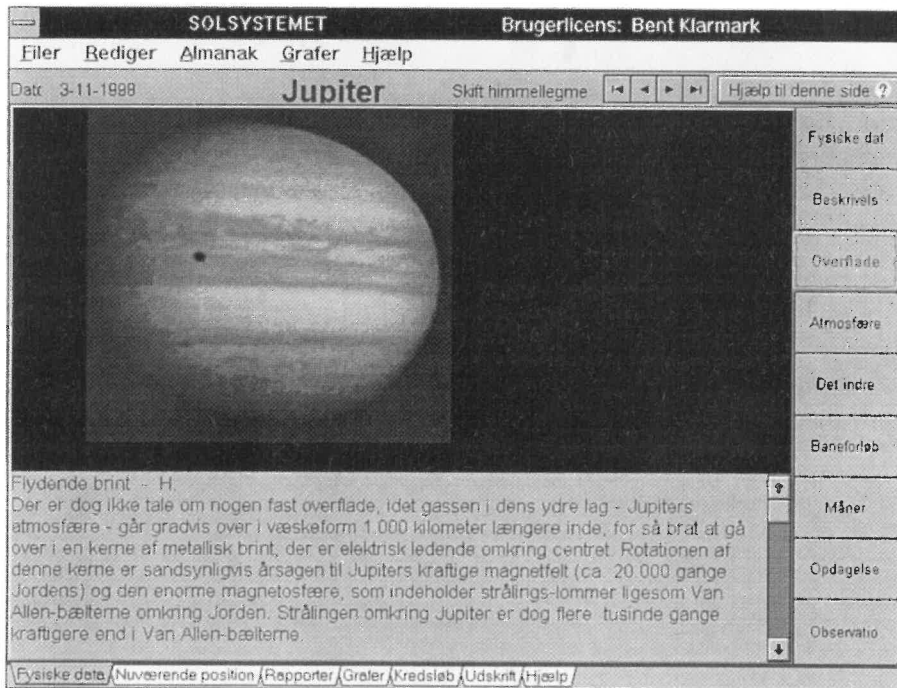 SOLSYSTEMET Brugerlicens: Bent Klarmark
Filer Rediger Almanak Grafer Hjælp
Dato 3-11-1998 Jupiter Skift himmellegme Hjælp til denne side ?
Fysiske dat
Beskrivels
Overflade
Atmosfære
Det indre
Baneforløb
Måner
Opdagelse
Observatio
Flydende brint - H.
Der er dog ikke tale om nogen fast overflade, idet gassen i dens ydre lag - Jupiters
atmosfære - går gradvis over i væskeform 1.000 kilometer længere inde, for så brat at gå
over i en kerne af metallisk brint, der er elektrisk ledende omkring centret. Rotationen af
denne kerne er sandsynligvis årsagen til Jupiters kraftige magnetfelt (ca. 20.000 gange
Jordens) og den enorme magnetosfære, som indeholder strålings-lommer ligesom Van
Allen-bælterne omkring Jorden. Strålingen omkring Jupiter er dog flere tusinde gange
kraftigere end i Van Allen-bælterne.
Fysiske data Nuværende position Rapporter Grafer Kredsløb Udskrift Hjælp